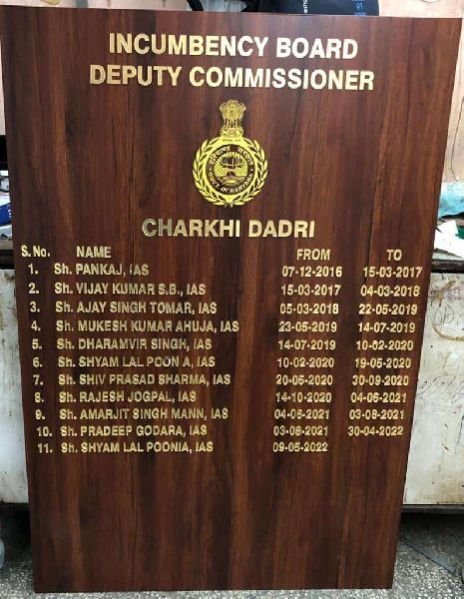 INCUMBENCY BOARD
DEPUTY COMMISSIONER
CHARKHI DADRI
S. No. NAME FROM TO
1. Sh. PANKAJ, IAS 07-12-2016 15-03-2017
2. Sh. VIJAY KUMAR S.B., IAS 15-03-2017 04-03-2018
3. Sh. AJAY SINGH TOMAR, IAS 05-03-2018 22-05-2019
4. Sh. MUKESH KUMAR AHUJA, IAS 23-05-2019 14-07-2019
5. Sh. DHARAMVIR SINGH, IAS 14-07-2019 10-02-2020
6. Sh. SHYAM LAL POON A, IAS 10-02-2020 19-05-2020
7. Sh. SHIV PRASAD SHARMA, IAS 20-05-2020 30-09-2020
8. Sh. RAJESH JOGPAL, IAS 14-10-2020 04-06-2021
9. Sh. AMARJIT SINGH MANN, IAS 04-06-2021 03-08-2021
10. Sh. PRADEEP GODARA, IAS 03-08-2021 30-04-2022
11. Sh. SHYAM LAL POONIA, IAS 09-05-2022